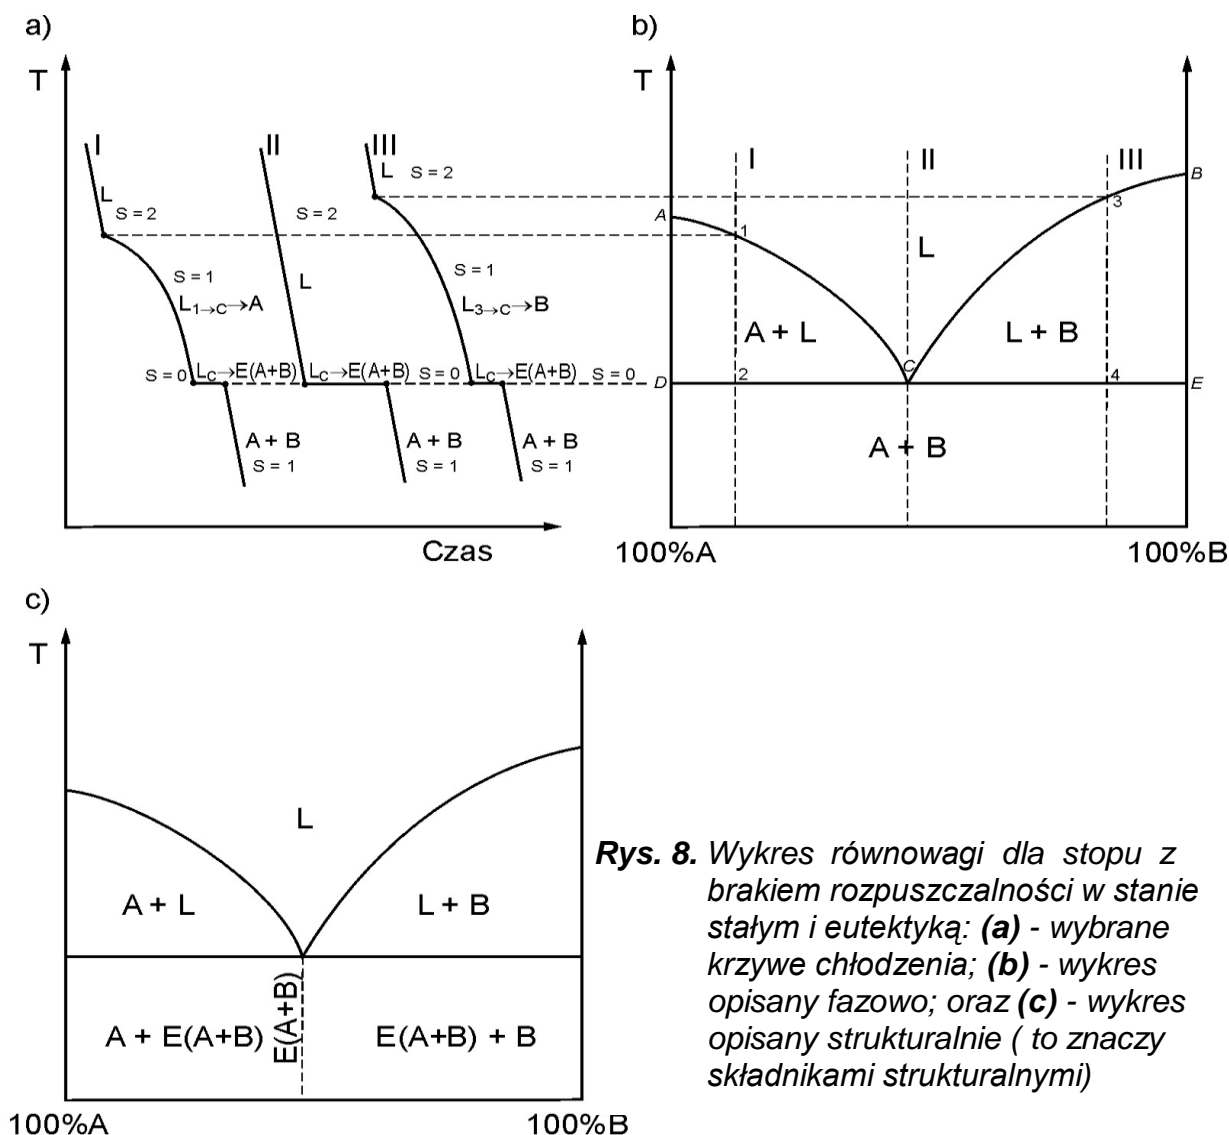 a)
T
I
II
III
L
S = 2
L
S = 2
S = 2
S = 1
L1→C→A
L
S = 1
L3→C→B
S = 0
LC→E(A+B)
LC→E(A+B)
S = 0
LC→E(A+B)
S = 0
A + B
S = 1
A + B
S = 1
A + B
S = 1
Czas
b)
T
I
II
III
B
A
1
3
L
A + L
L + B
C
D
2
4
E
A + B
100%A
100%B
c)
T
L
A + L
L + B
E(A+B)
A + E(A+B)
E(A+B) + B
100%A
100%B
Rys. 8. Wykres równowagi dla stopu z
brakiem rozpuszczalności w stanie
stałym i eutektyką: (a) - wybrane
krzywe chłodzenia; (b) - wykres
opisany fazowo; oraz (c) - wykres
opisany strukturalnie ( to znaczy
składnikami strukturalnymi)